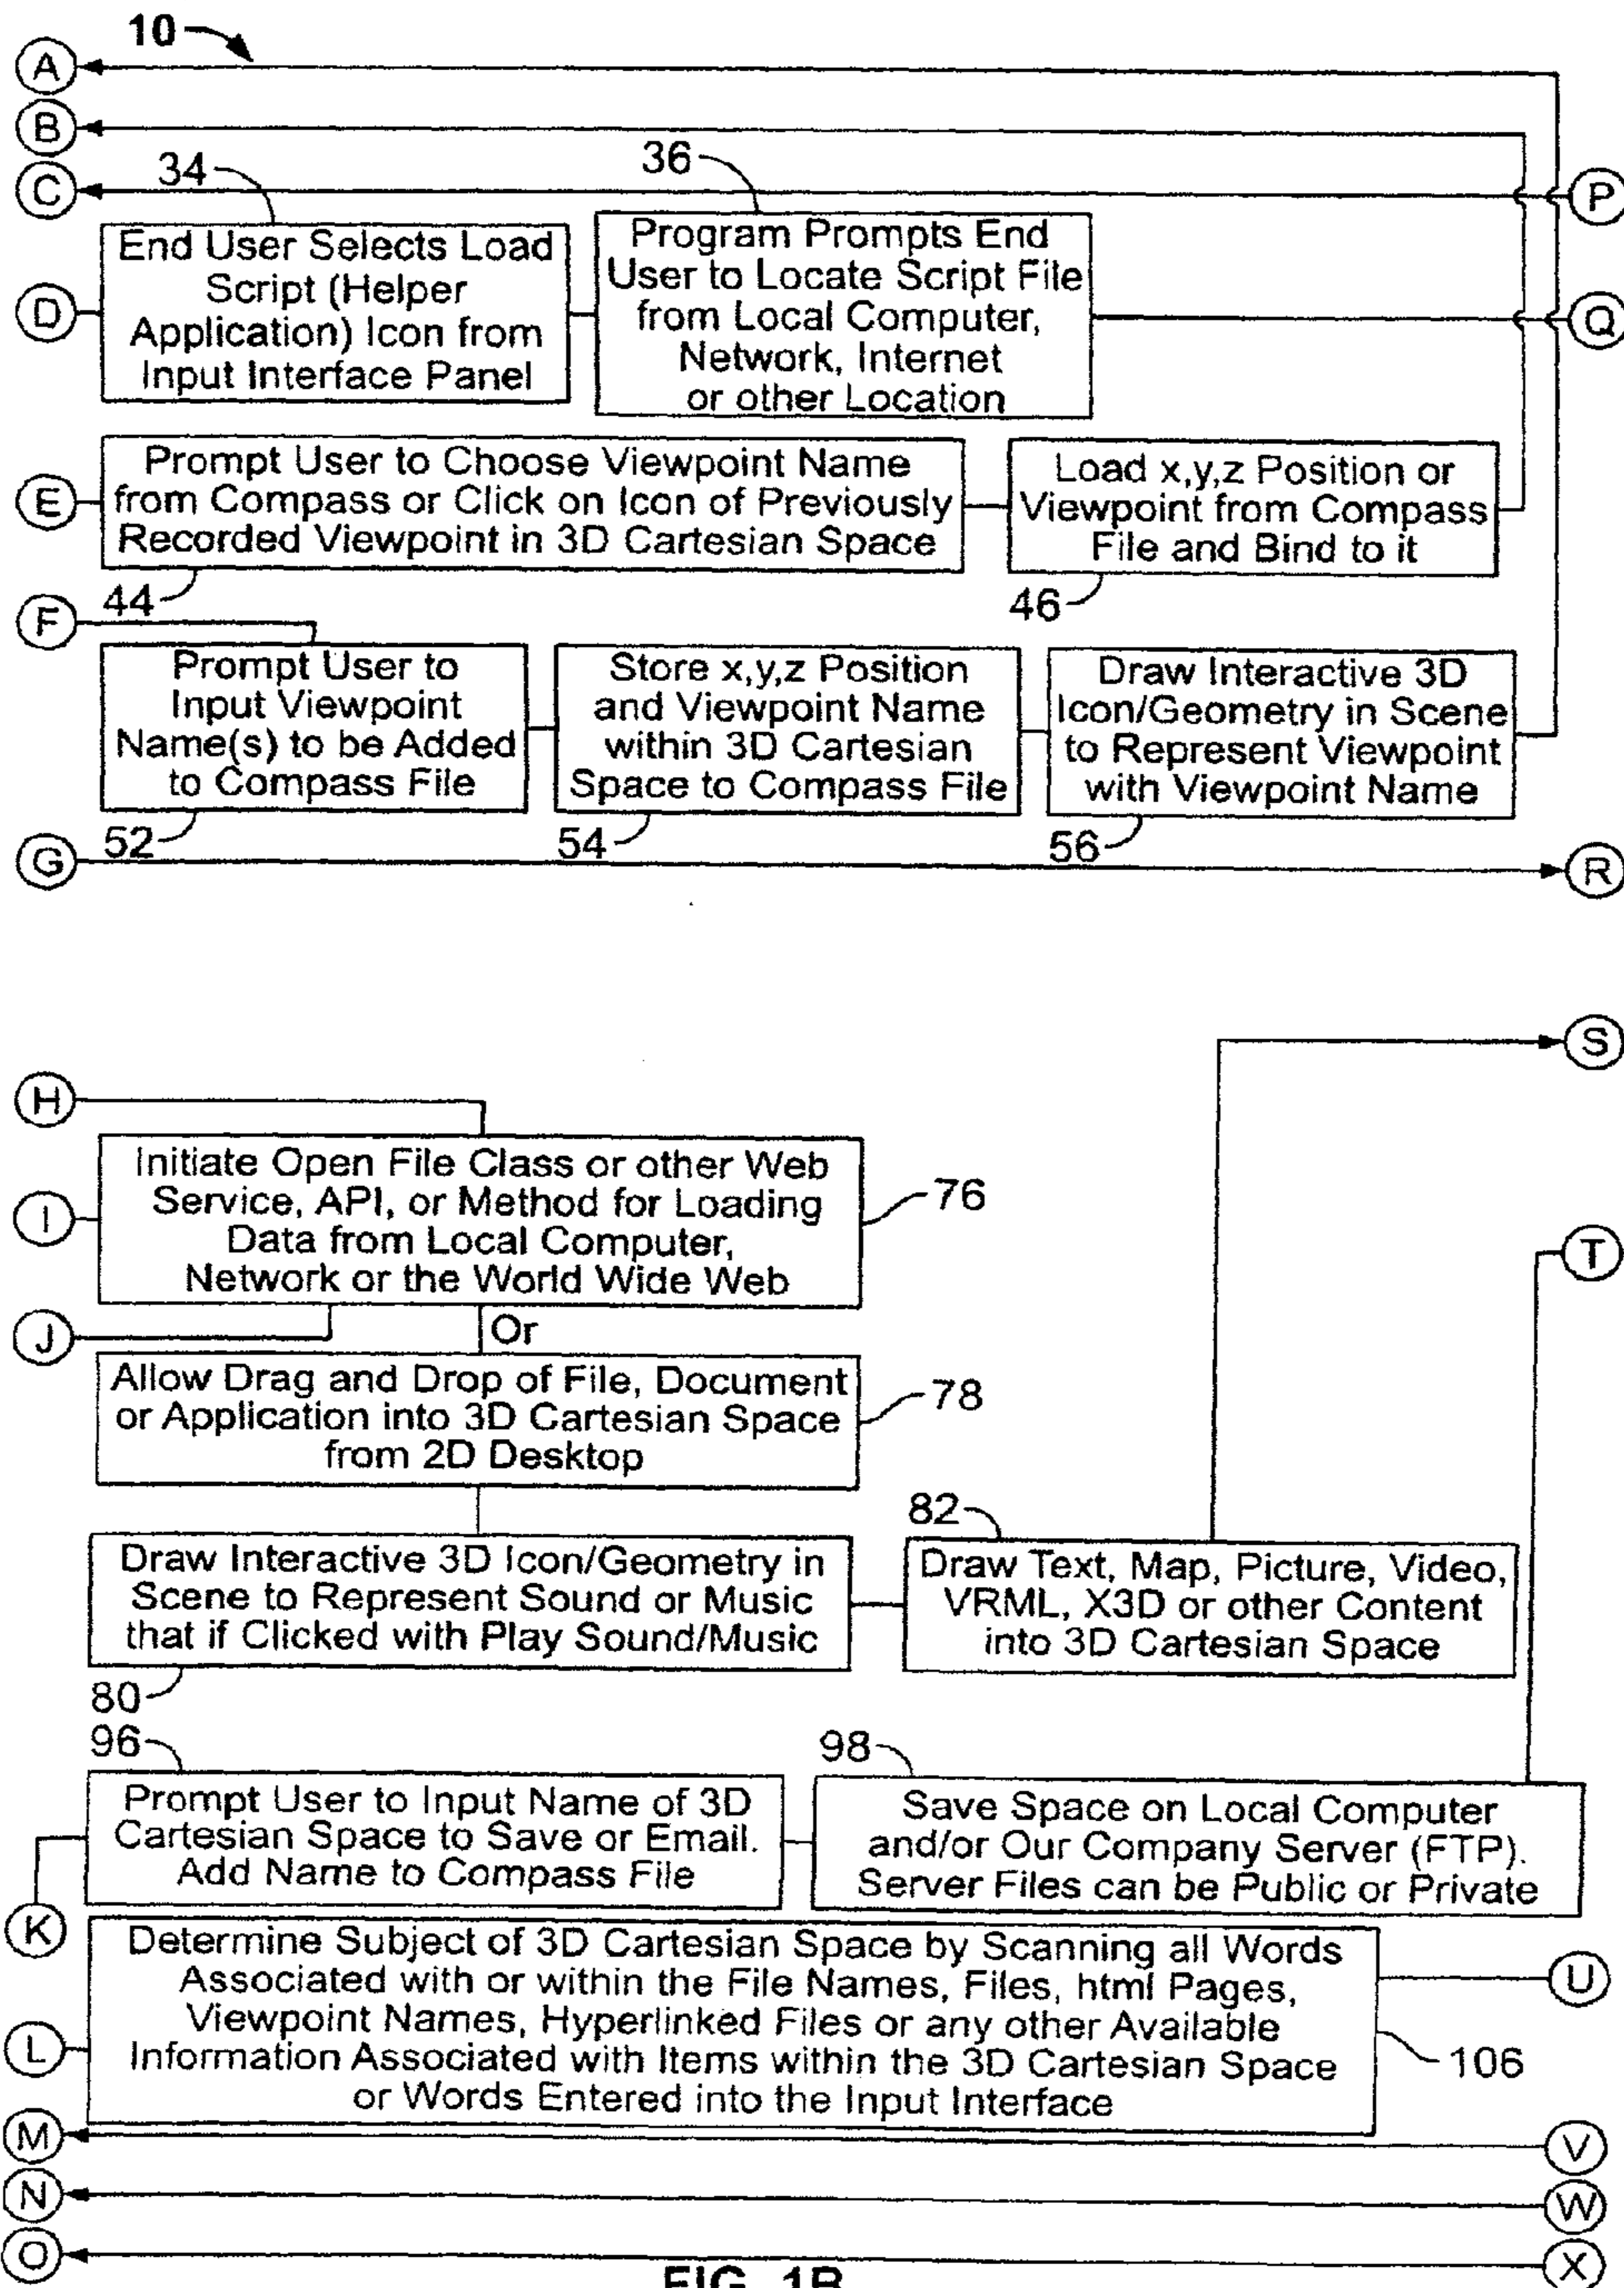 10
A
B
C
34
36
P
End User Selects Load
Script (Helper
Application) Icon from
Input Interface Panel
Program Prompts End
User to Locate Script File
from Local Computer,
Network, Internet
or other Location
D
Q
Prompt User to Choose Viewpoint Name
from Compass or Click on Icon of Previously
Recorded Viewpoint in 3D Cartesian Space
Load x,y,z Position or
Viewpoint from Compass
File and Bind to it
E
44
46
F
Prompt User to
Input Viewpoint
Name(s) to be Added
to Compass File
Store x,y,z Position
and Viewpoint Name
within 3D Cartesian
Space to Compass File
Draw Interactive 3D
Icon/Geometry in Scene
to Represent Viewpoint
with Viewpoint Name
52
54
56
G
R
S
H
Initiate Open File Class or other Web
Service, API, or Method for Loading
Data from Local Computer,
Network or the World Wide Web
76
I
T
J
Or
Allow Drag and Drop of File, Document
or Application into 3D Cartesian Space
from 2D Desktop
78
82
Draw Interactive 3D Icon/Geometry in
Scene to Represent Sound or Music
that if Clicked with Play Sound/Music
Draw Text, Map, Picture, Video,
VRML, X3D or other Content
into 3D Cartesian Space
80
96
98
Prompt User to Input Name of 3D
Cartesian Space to Save or Email.
Add Name to Compass File
Save Space on Local Computer
and/or Our Company Server (FTP).
Server Files can be Public or Private
K
Determine Subject of 3D Cartesian Space by Scanning all Words
Associated with or within the File Names, Files, html Pages,
Viewpoint Names, Hyperlinked Files or any other Available
Information Associated with Items within the 3D Cartesian Space
or Words Entered into the Input Interface
U
L
106
M
V
N
W
O
X
FIG. 1B